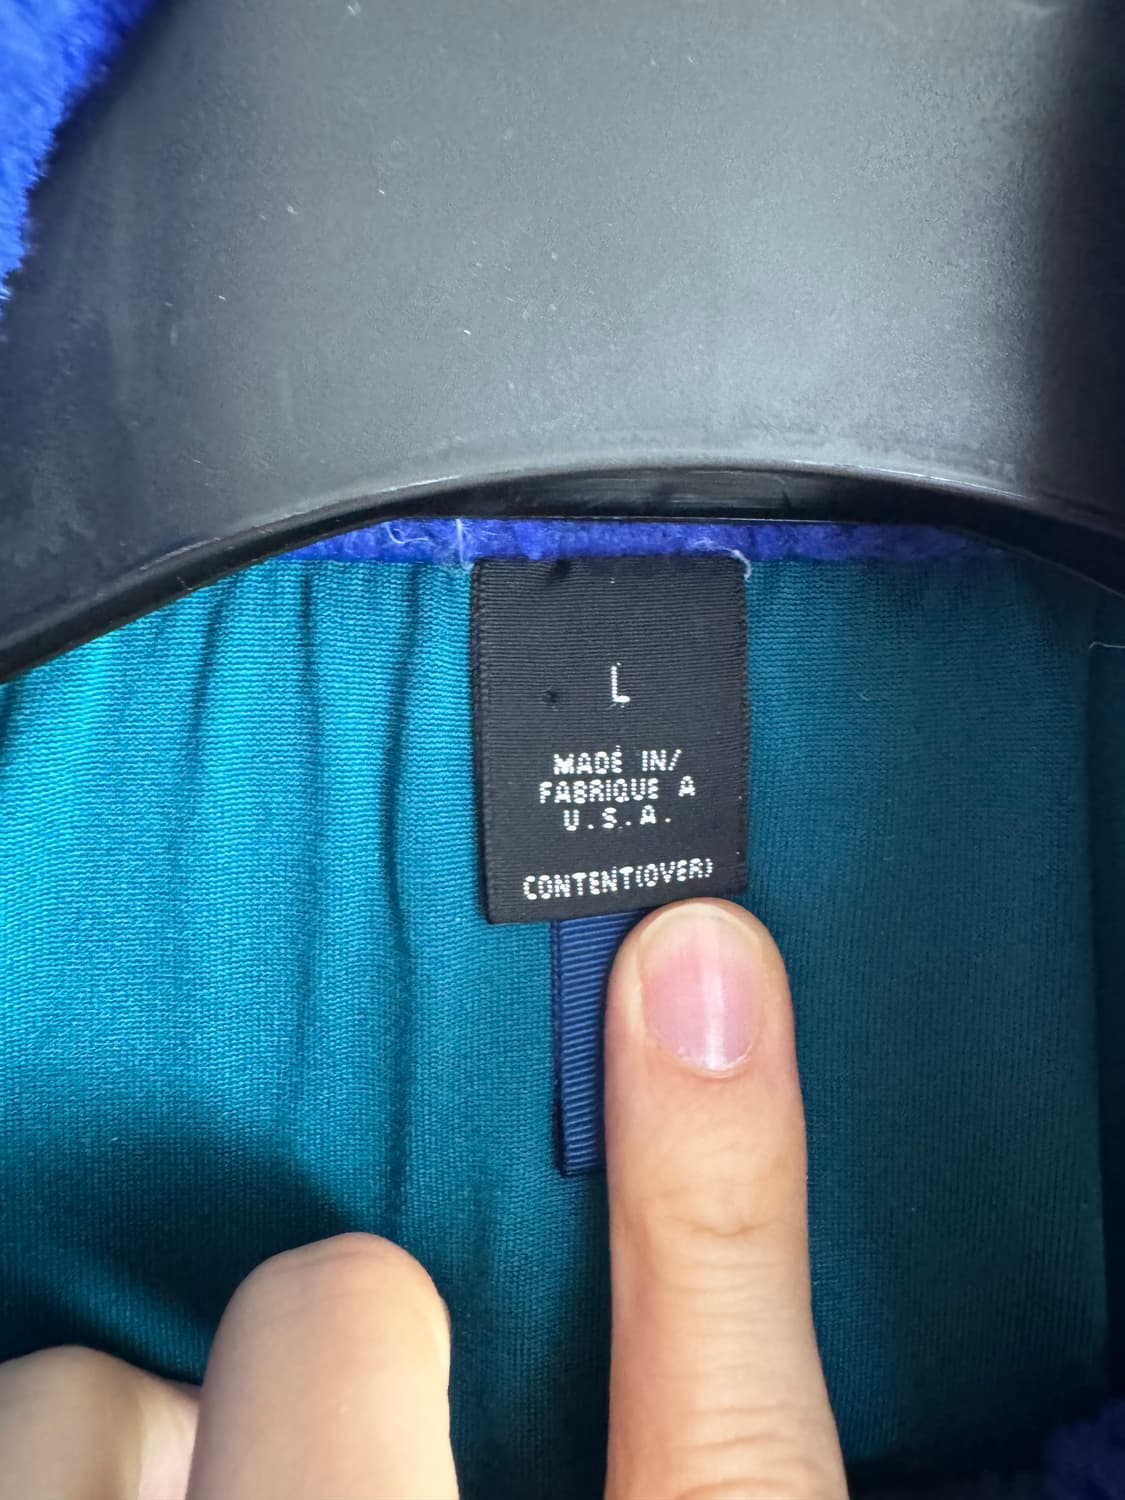 L
MADE IN/
FABRIQUE A
U.S.A.
CONTENT(OVER)